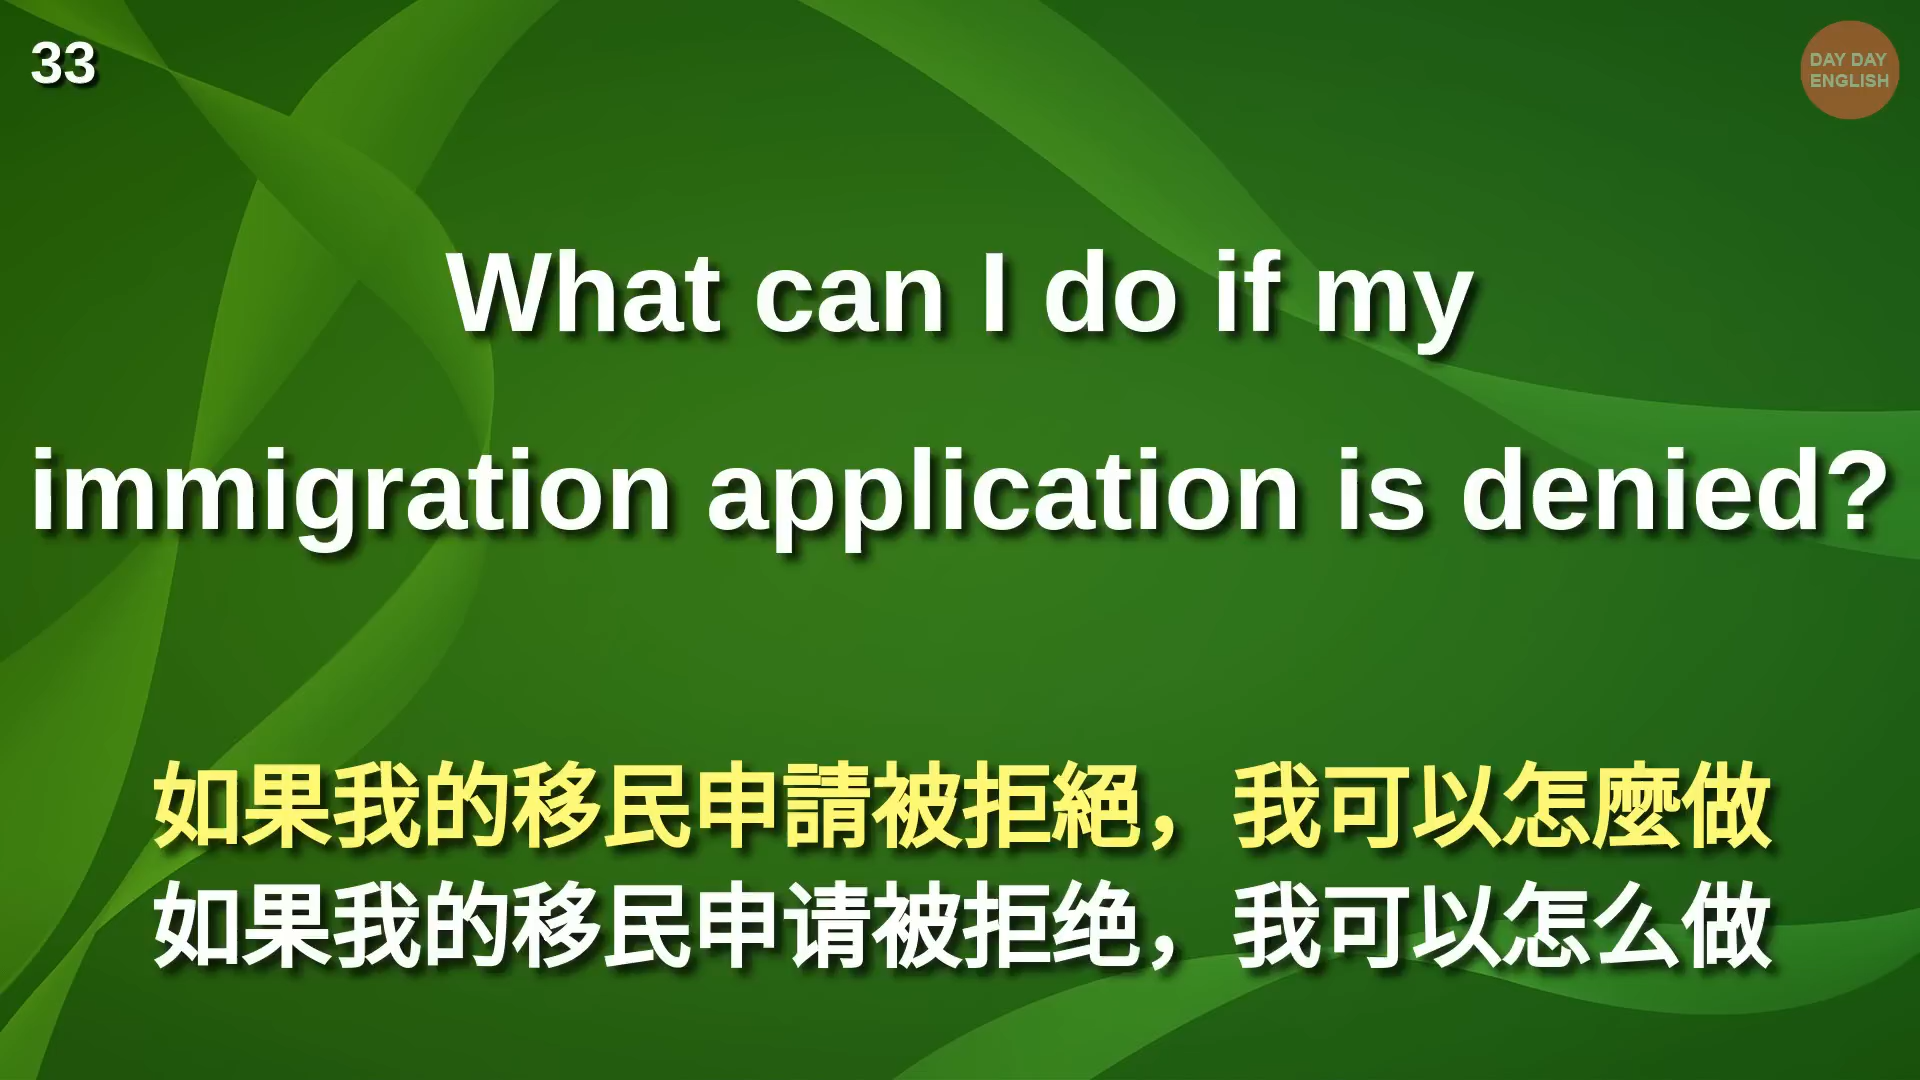 33
DAY DAY
ENGLISH
What can I do if my
immigration application is denied?
如果我的移民申請被拒絕，我可以怎麼做
如果我的移民申请被拒绝，我可以怎么做